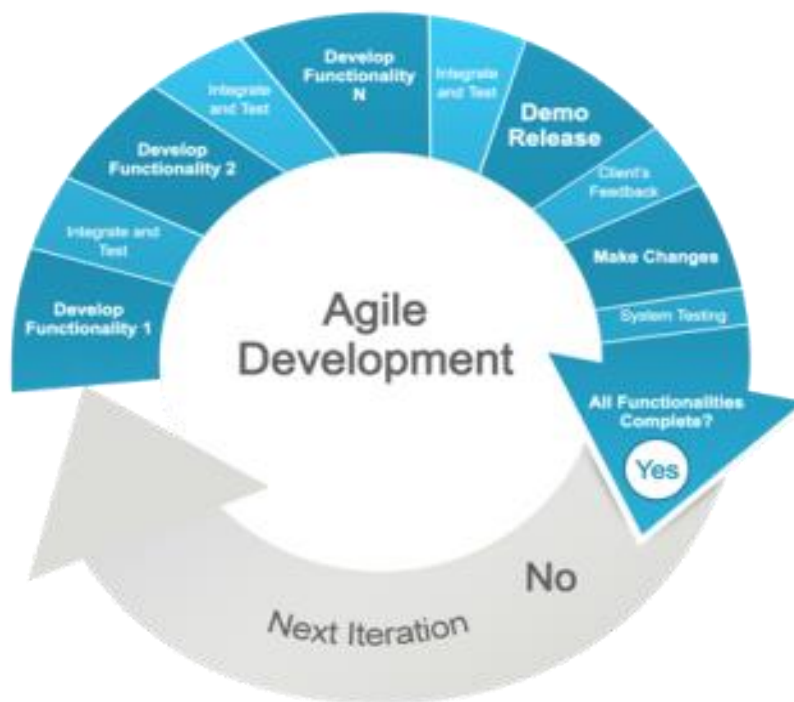 Develop
Functionality 1
Integrate and
Test
Develop
Functionality 2
Integrate
and Test
Develop
Functionality
N
Integrate
and Test
Demo
Release
Client's
Feedback
Make Changes
System Testing
All Functionalities
Complete?
Yes
No
Next Iteration
Agile
Development